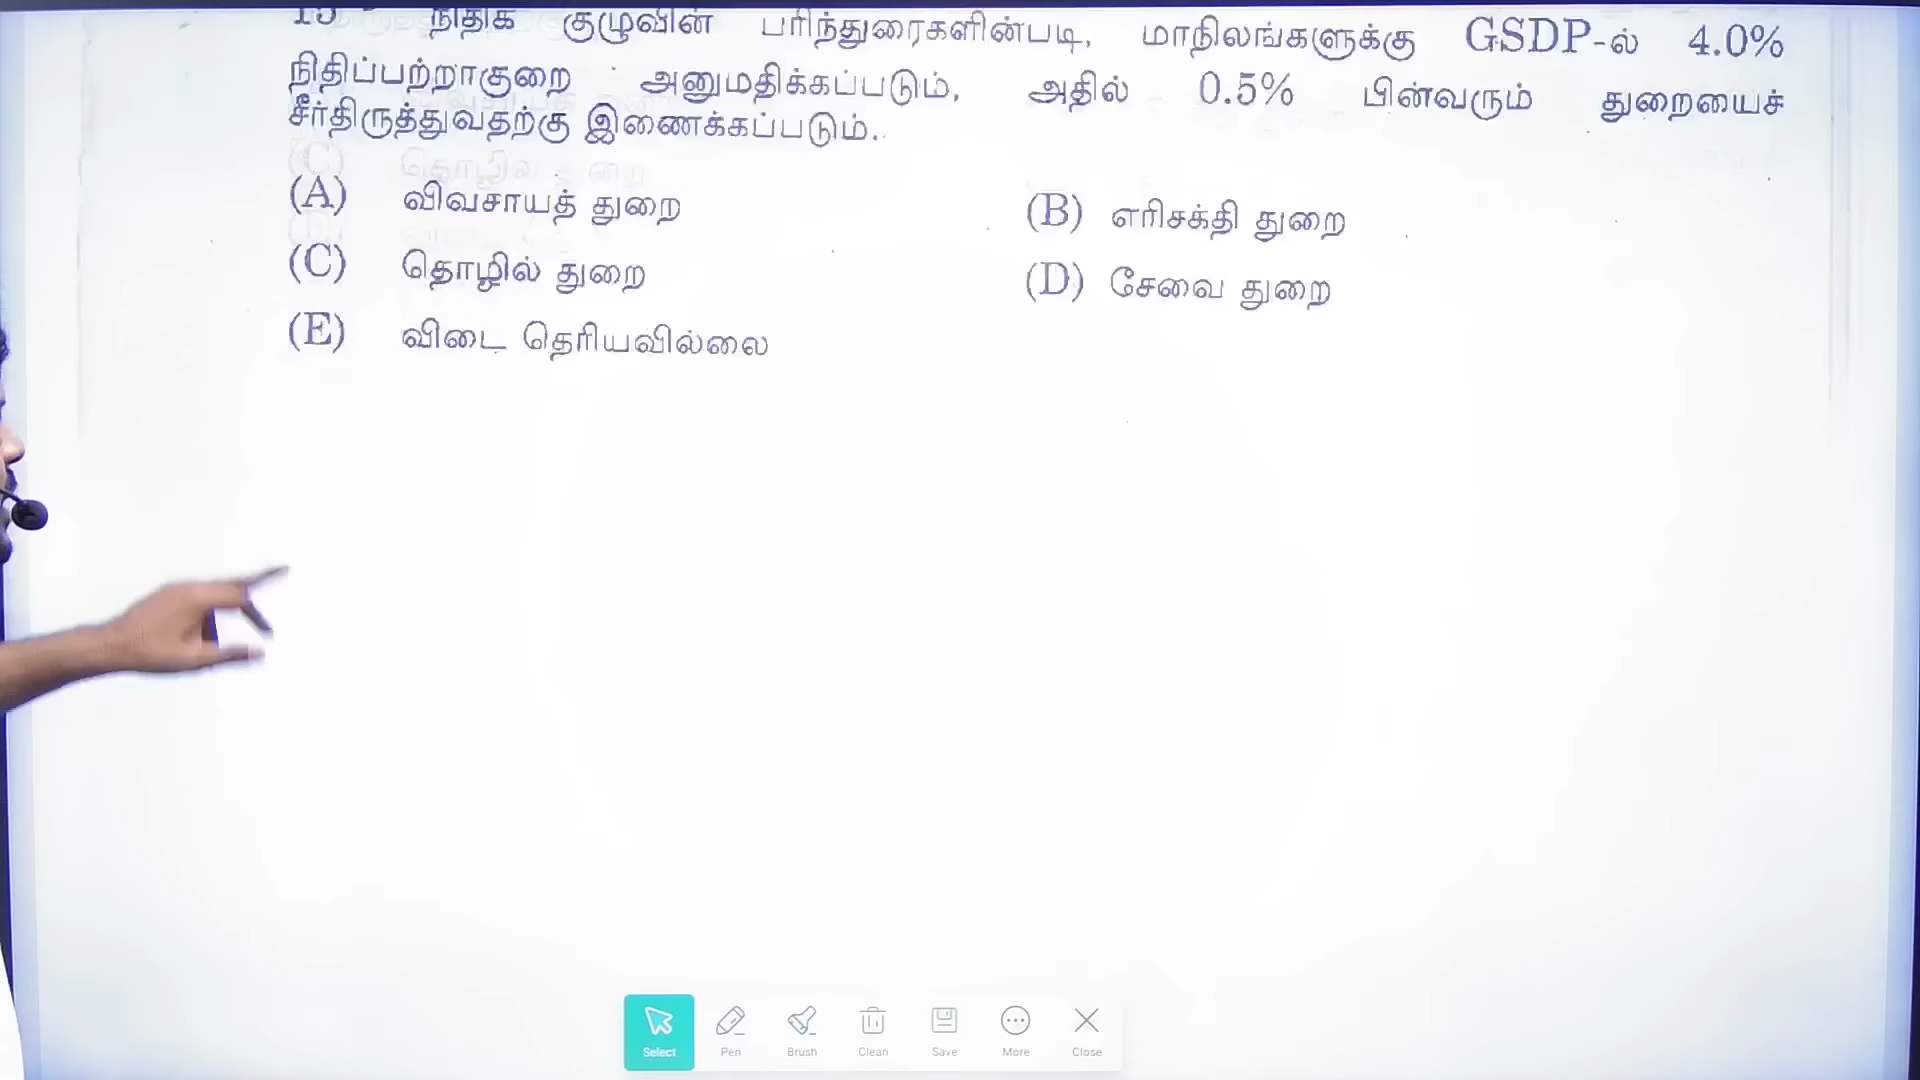 நிதிக் குழுவின் பரிந்துரைகளின்படி, மாநிலங்களுக்கு GSDP-ல் 4.0%
நிதிப்பற்றாகுறை அனுமதிக்கப்படும், அதில் 0.5% பின்வரும் துறையைச்
சீர்திருத்துவதற்கு இணைக்கப்படும்.
(A) விவசாயத் துறை
(B) எரிசக்தி துறை
(C) தொழில் துறை
(D) சேவை துறை
(E) விடை தெரியவில்லை
Select Pen Brush Clean Save More Close